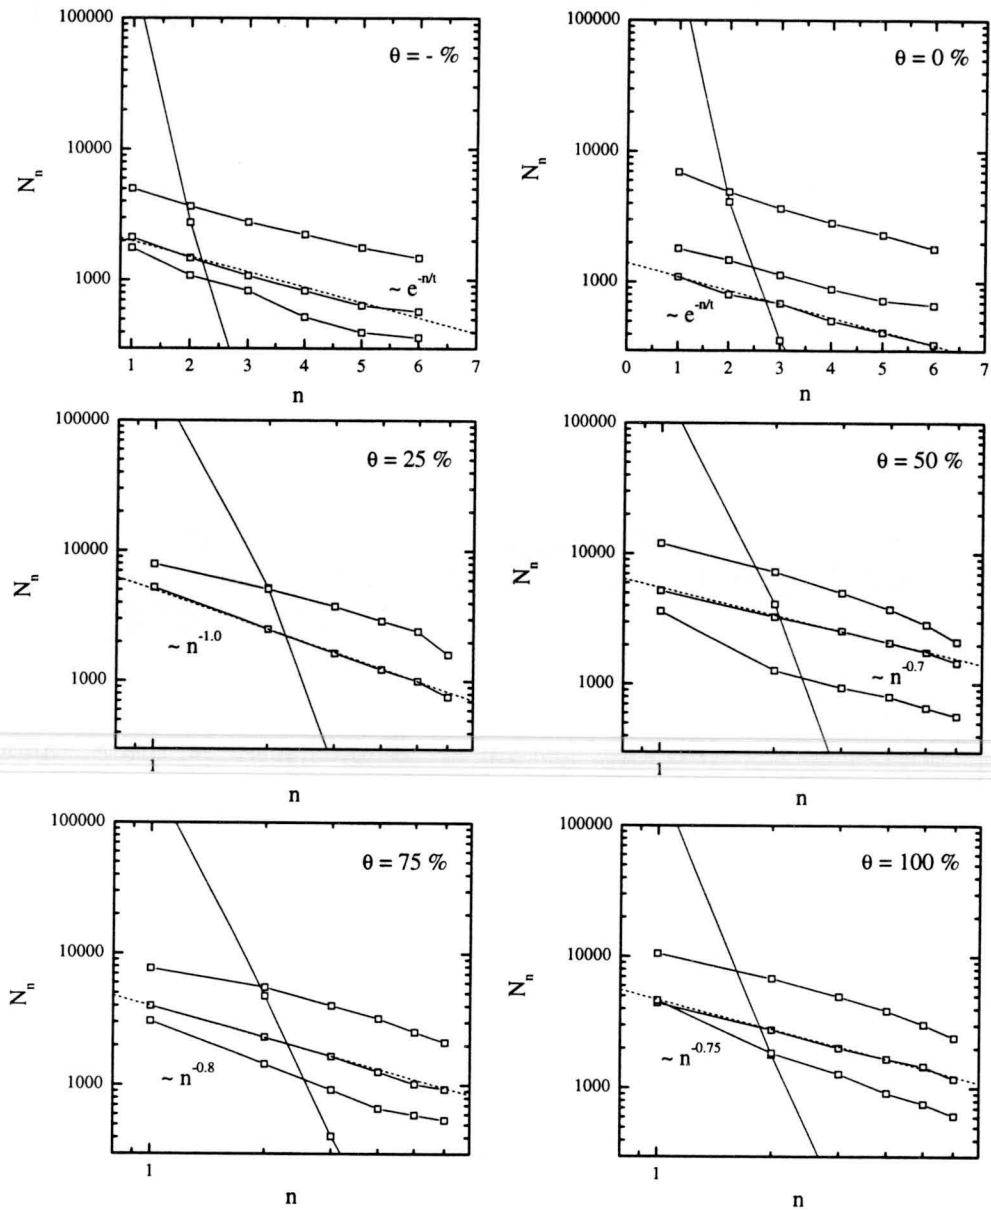 100000
θ = - %
10000
N_n
1000
~ e^-n/t
1 2 3 4 5 6 7
n
100000
θ = 0 %
10000
N_n
1000
~ e^-n/t
0 1 2 3 4 5 6 7
n
100000
θ = 25 %
10000
N_n
~ n^-1.0
1000
1
n
100000
θ = 50 %
10000
N_n
~ n^-0.7
1000
1
n
100000
θ = 75 %
10000
N_n
1000
~ n^-0.8
1
n
100000
θ = 100 %
10000
N_n
~ n^-0.75
1000
1
n